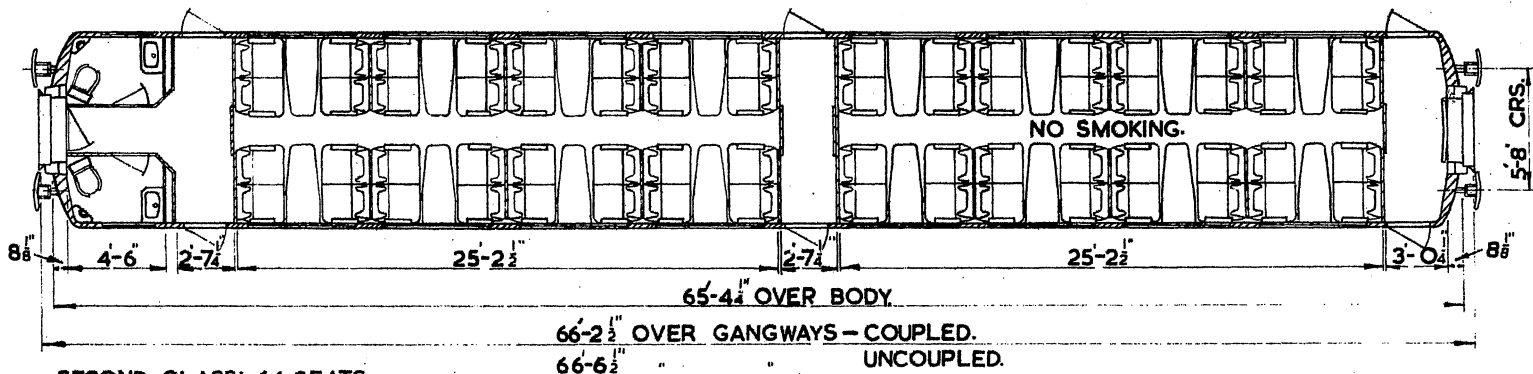 NO SMOKING.
5'-8" CRS.
8⅛" 4'-6" 2'-7¼" 25'-2½" 2'-7¼" 25'-2½" 3'-0¼" 8⅛"
65'-4¼" OVER BODY
66'-2½" OVER GANGWAYS — COUPLED.
66'-6½" " " UNCOUPLED.